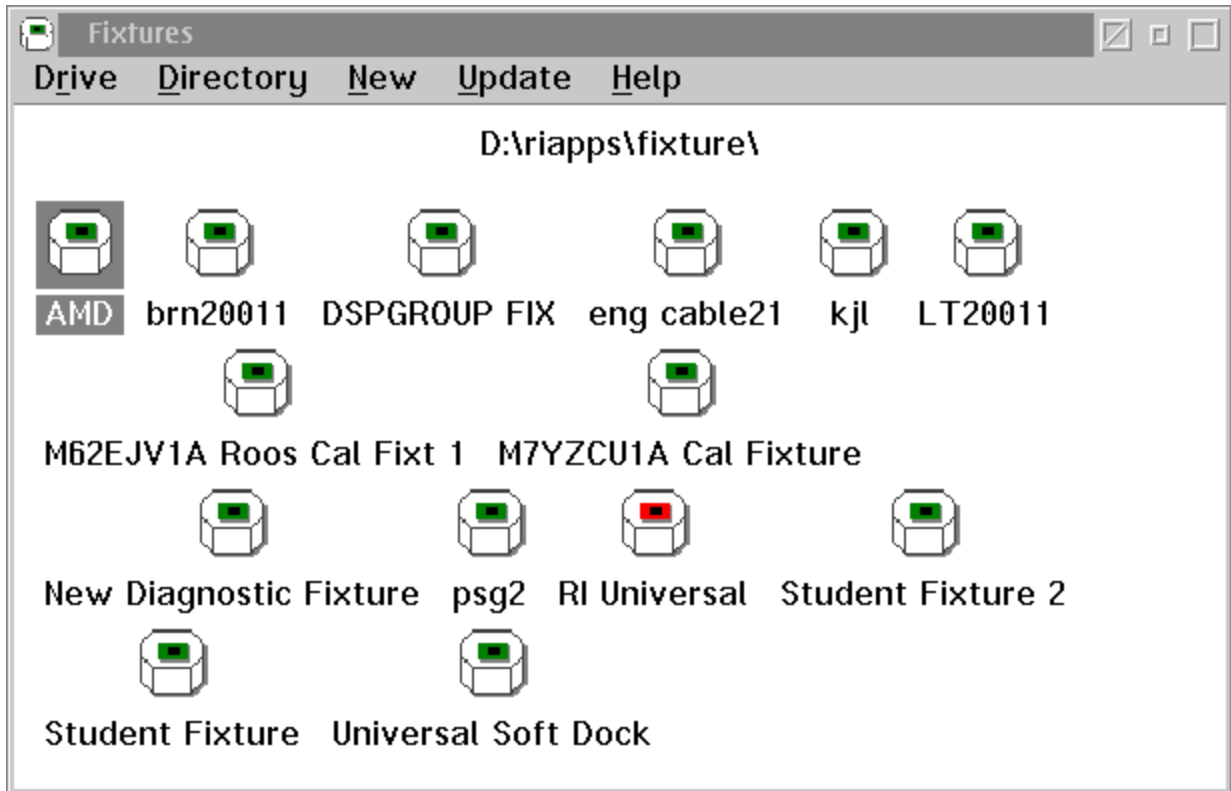 Fixtures
Drive Directory New Update Help
D:\riapps\fixture\
AMD brn20011 DSPGROUP FIX eng cable21 kjl LT20011
M62EJV1A Roos Cal Fixt 1 M7YZCU1A Cal Fixture
New Diagnostic Fixture psg2 RI Universal Student Fixture 2
Student Fixture Universal Soft Dock